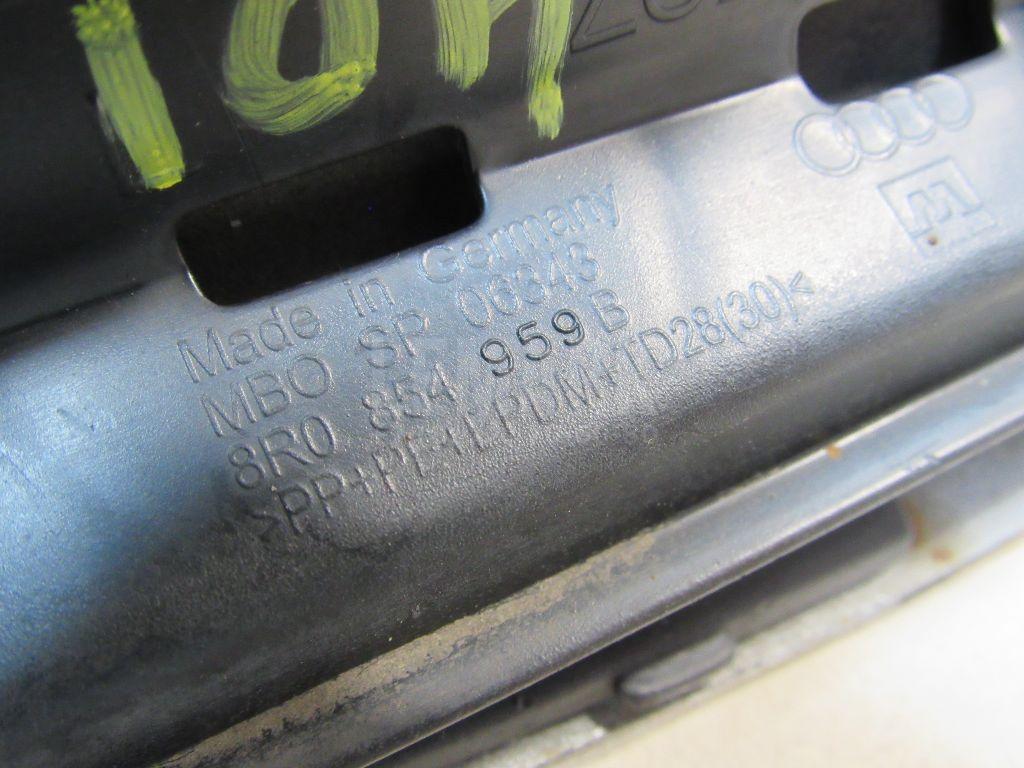 Made in Germany
MBO SP 06343
8R0 854 959 B
>PP+PE+EPDM+TD28(30)<